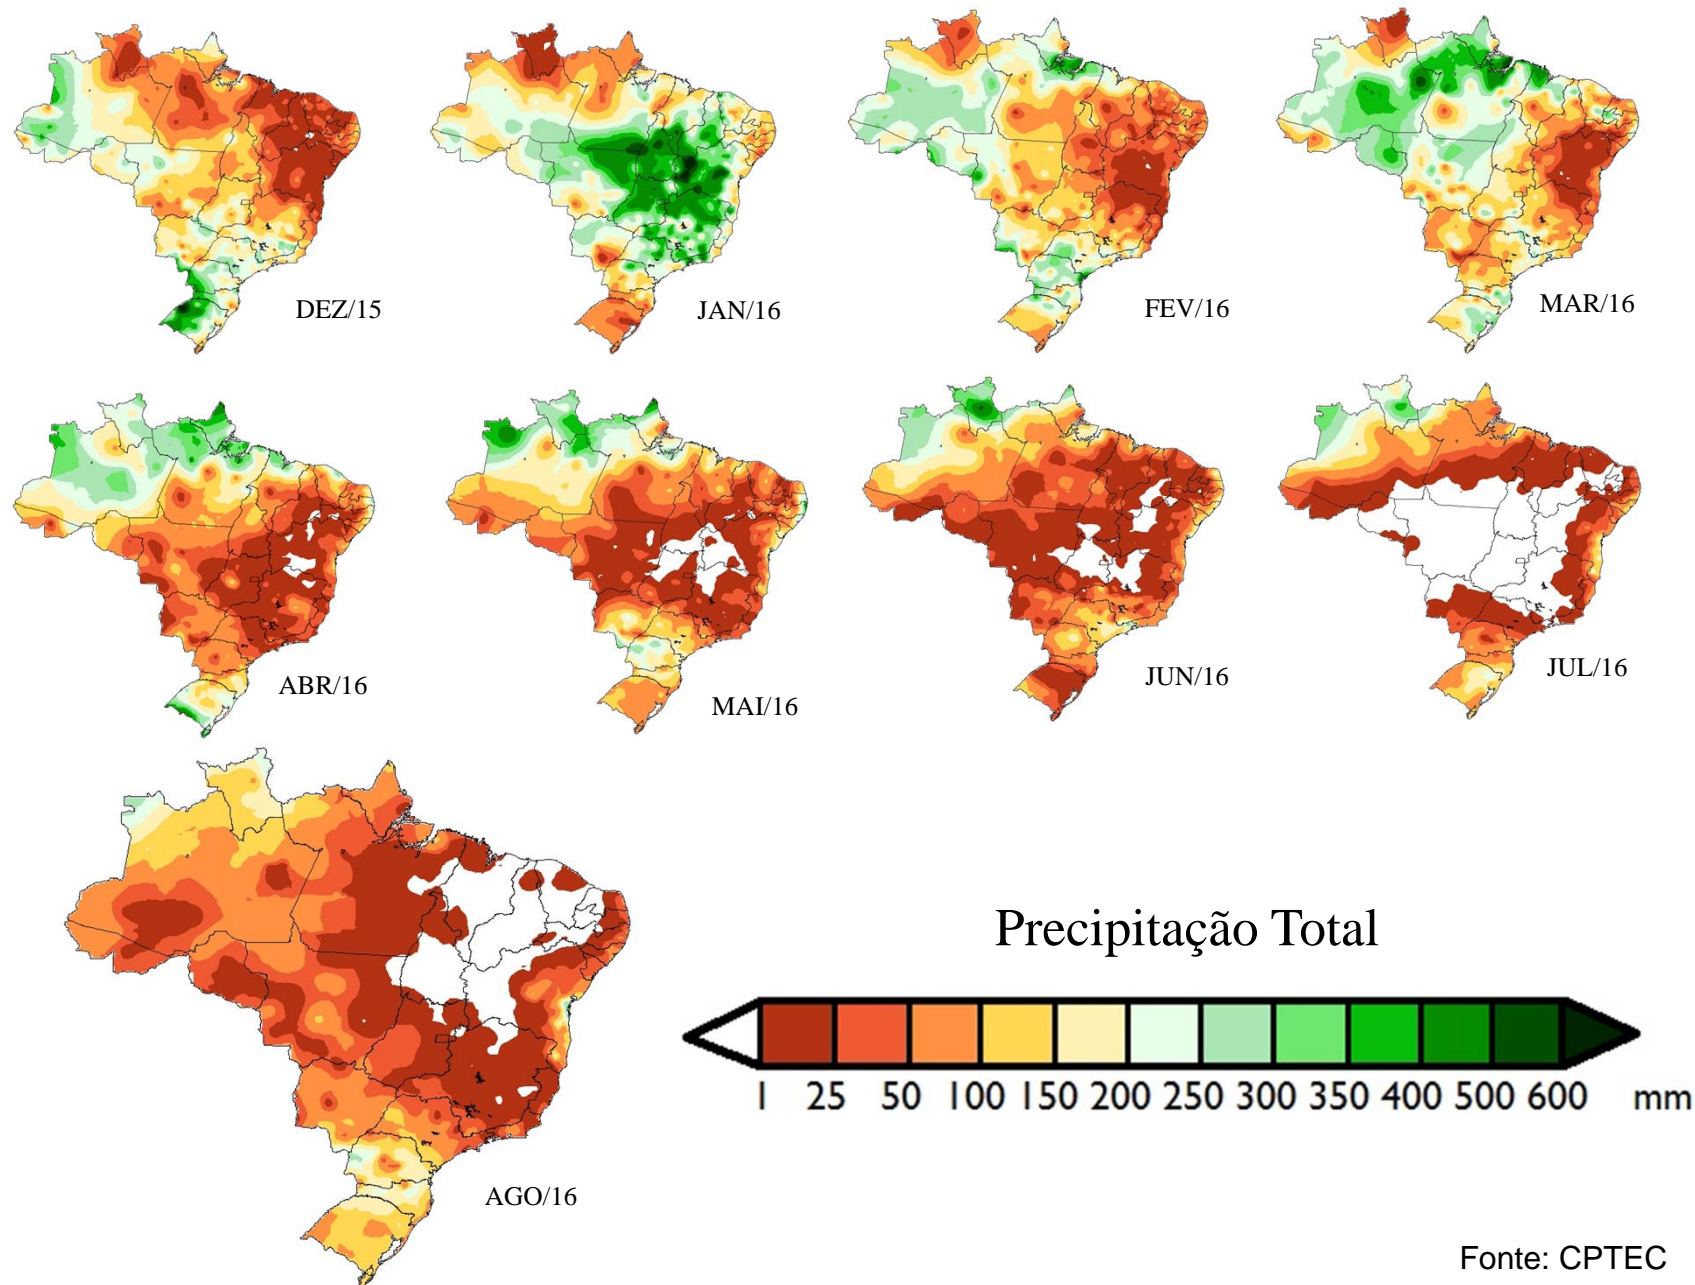 DEZ/15
JAN/16
FEV/16
MAR/16
ABR/16
MAI/16
JUN/16
JUL/16
AGO/16
Precipitação Total
1 25 50 100 150 200 250 300 350 400 500 600 mm
Fonte: CPTEC